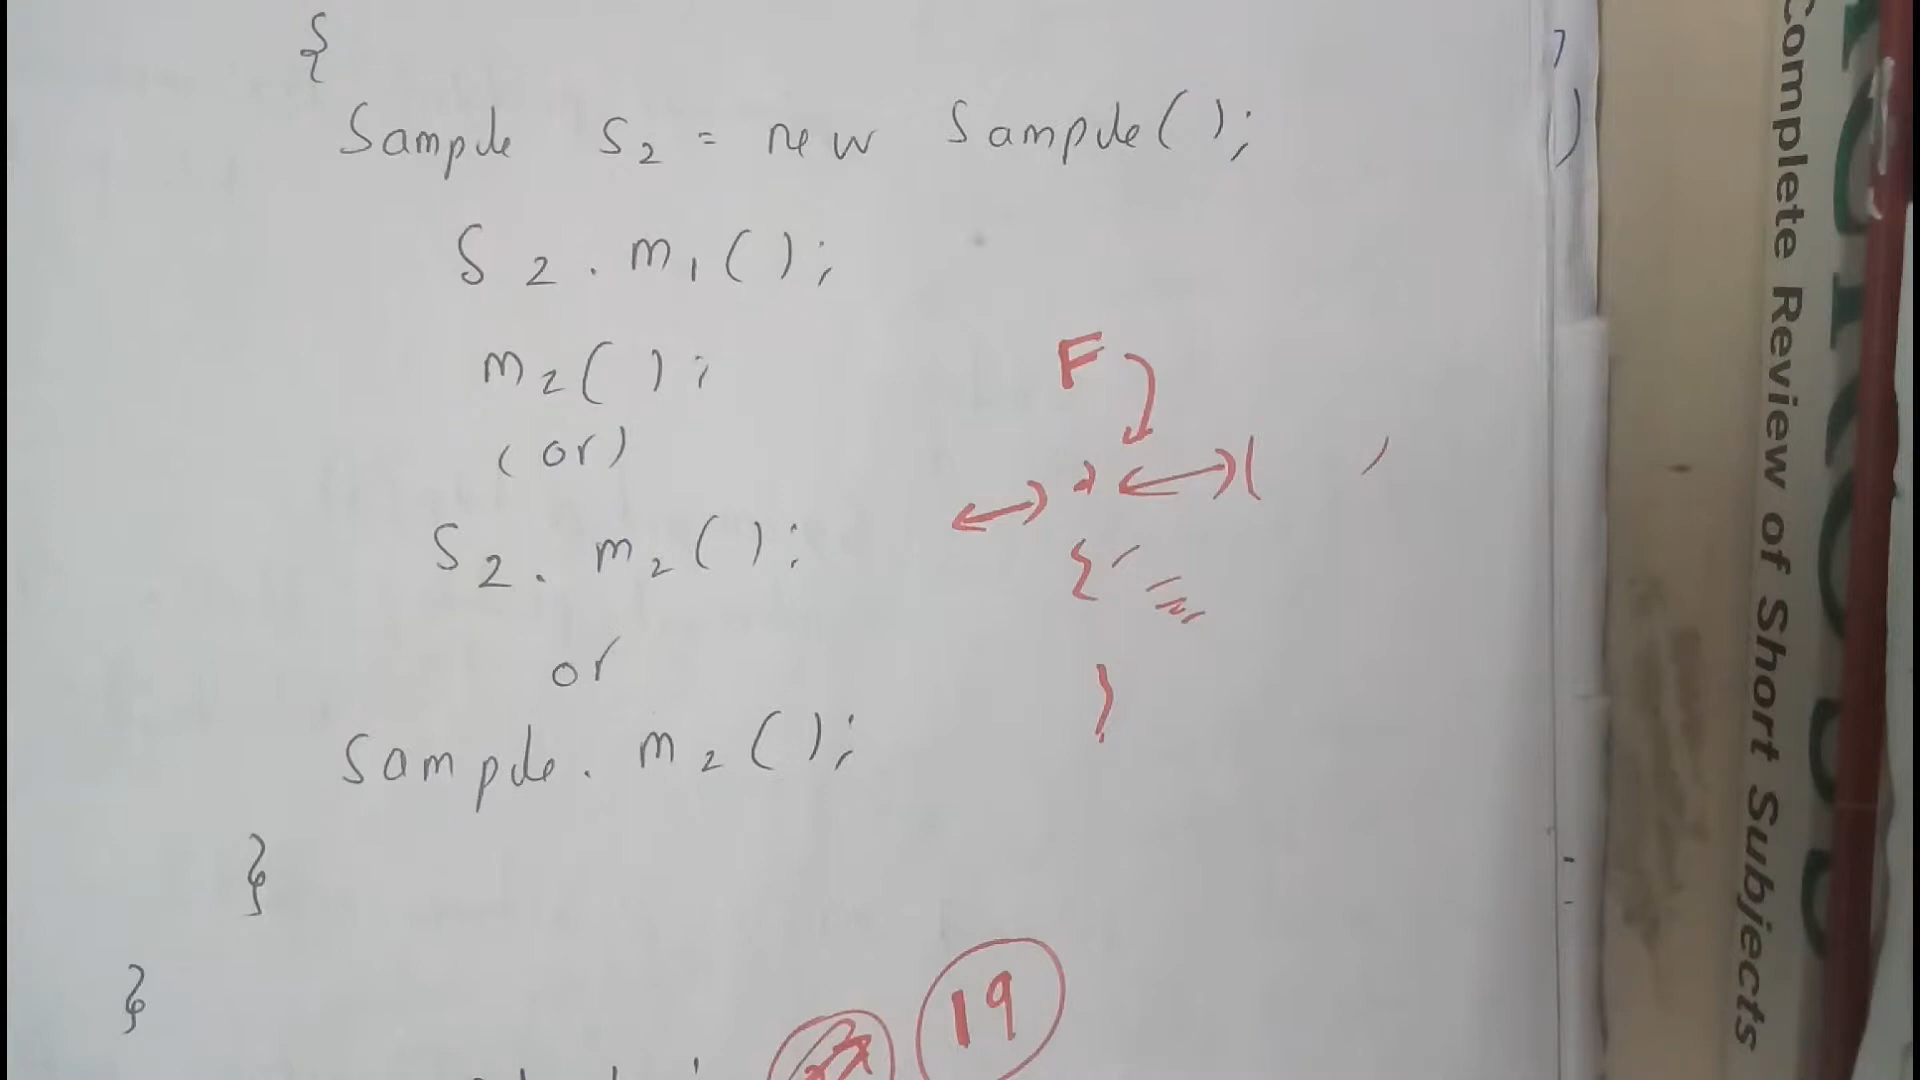 {
Sample S2 = new Sample();
S2.m1();
m2();
(or)
S2.m2();
or
Sample.m2();
}
}
F
( )
{
}
19
Complete Review of Short Subjects